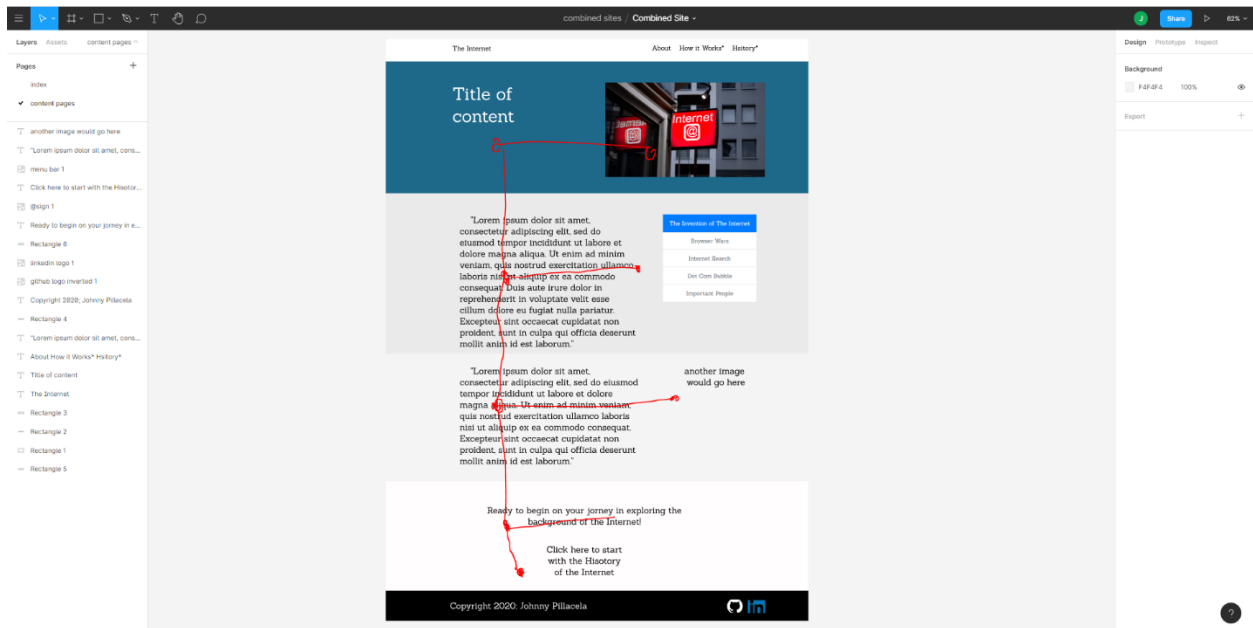 combined sites / Combined Site
J
Share
62%
Layers Assets content pages
Pages
index
content pages
another image would go here
"Lorem ipsum dolor sit amet, cons...
menu bar 1
Click here to start with the Hisotor...
@sign 1
Ready to begin on your jorney in e...
Rectangle 6
linkedin logo 1
github logo inverted 1
Copyright 2020; Johnny Pillacela
Rectangle 4
"Lorem ipsum dolor sit amet, cons...
About How it Works* Hsitory*
Title of content
The Internet
Rectangle 3
Rectangle 2
Rectangle 1
Rectangle 5
The Internet
About How it Works* Hsitory*
Title of
content
Internet
@
"Lorem ipsum dolor sit amet,
consectetur adipiscing elit, sed do
eiusmod tempor incididunt ut labore et
dolore magna aliqua. Ut enim ad minim
veniam, quis nostrud exercitation ullamco
laboris nisi ut aliquip ex ea commodo
consequat. Duis aute irure dolor in
reprehenderit in voluptate velit esse
cillum dolore eu fugiat nulla pariatur.
Excepteur sint occaecat cupidatat non
proident, sunt in culpa qui officia deserunt
mollit anim id est laborum."
The Invention of The Internet
Browser Wars
Internet Search
Dot Com Bubble
Important People
"Lorem ipsum dolor sit amet,
consectetur adipiscing elit, sed do eiusmod
tempor incididunt ut labore et dolore
magna aliqua. Ut enim ad minim veniam,
quis nostrud exercitation ullamco laboris
nisi ut aliquip ex ea commodo consequat.
Excepteur sint occaecat cupidatat non
proident, sunt in culpa qui officia deserunt
mollit anim id est laborum."
another image
would go here
Ready to begin on your jorney in exploring the
background of the Internet!
Click here to start
with the Hisotory
of the Internet
Copyright 2020; Johnny Pillacela
in
Design Prototype Inspect
Background
F4F4F4 100%
Export
?